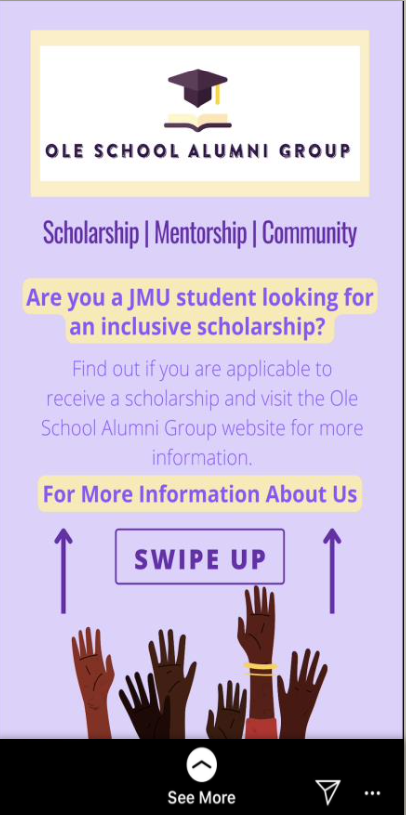 OLE SCHOOL ALUMNI GROUP
Scholarship | Mentorship | Community
Are you a JMU student looking for
an inclusive scholarship?
Find out if you are applicable to
receive a scholarship and visit the Ole
School Alumni Group website for more
information.
For More Information About Us
SWIPE UP
See More